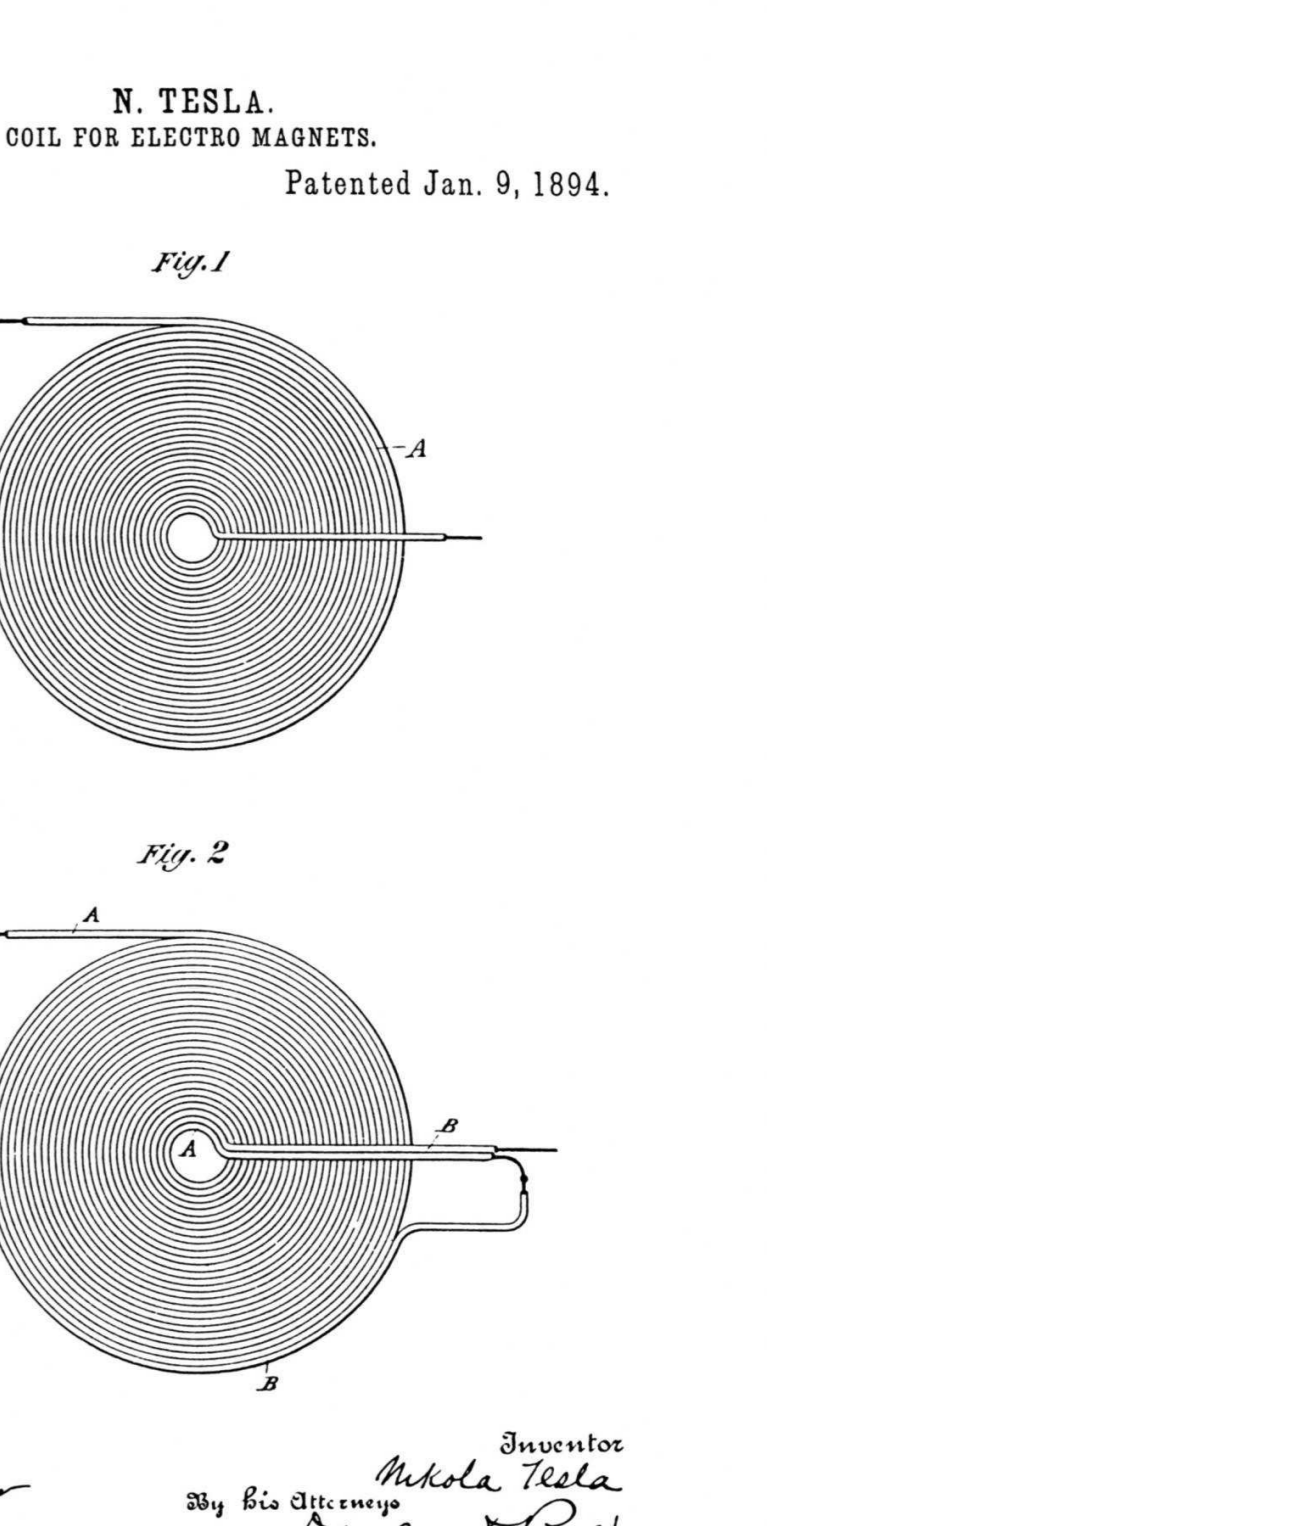 N. TESLA.
COIL FOR ELECTRO MAGNETS.
Patented Jan. 9, 1894.
Fig. 1
A
Fig. 2
A
B
A
B
Inventor
Nikola Tesla
By his Attorneys